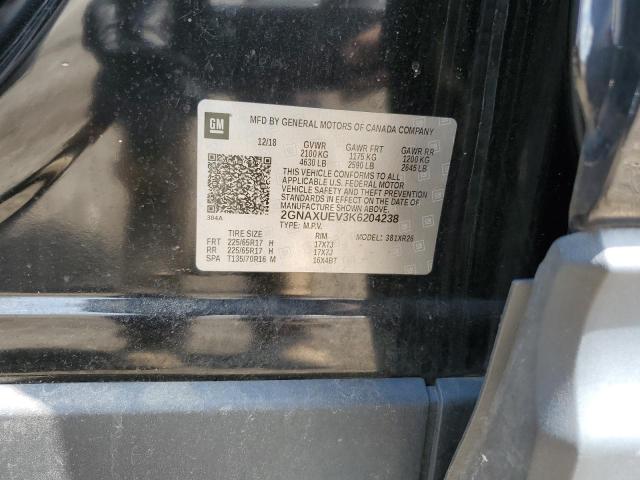 GM
MFD BY GENERAL MOTORS OF CANADA COMPANY
12/18 GVWR GAWR FRT GAWR RR
2100 KG 1175 KG 1200 KG
4630 LB 2590 LB 2645 LB
THIS VEHICLE CONFORMS TO ALL
APPLICABLE U.S. FEDERAL MOTOR
VEHICLE SAFETY AND THEFT PREVENTION
STANDARDS IN EFFECT ON THE DATE OF
MANUFACTURE SHOWN ABOVE.
384A 2GNAXUEV3K6204238
TYPE: M.P.V. MODEL: 381XR26
TIRE SIZE RIM
FRT 225/65R17 H 17X7J
RR 225/65R17 H 17X7J
SPA T135/70R16 M 16X4BT